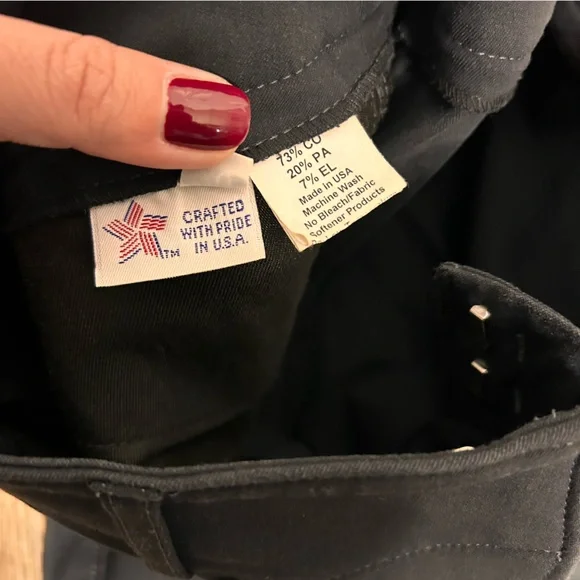 CRAFTED
WITH PRIDE
IN U.S.A.
TM
73% CO
20% PA
7% EL
Made in USA
Machine Wash
No Bleach/Fabric
Softener Products